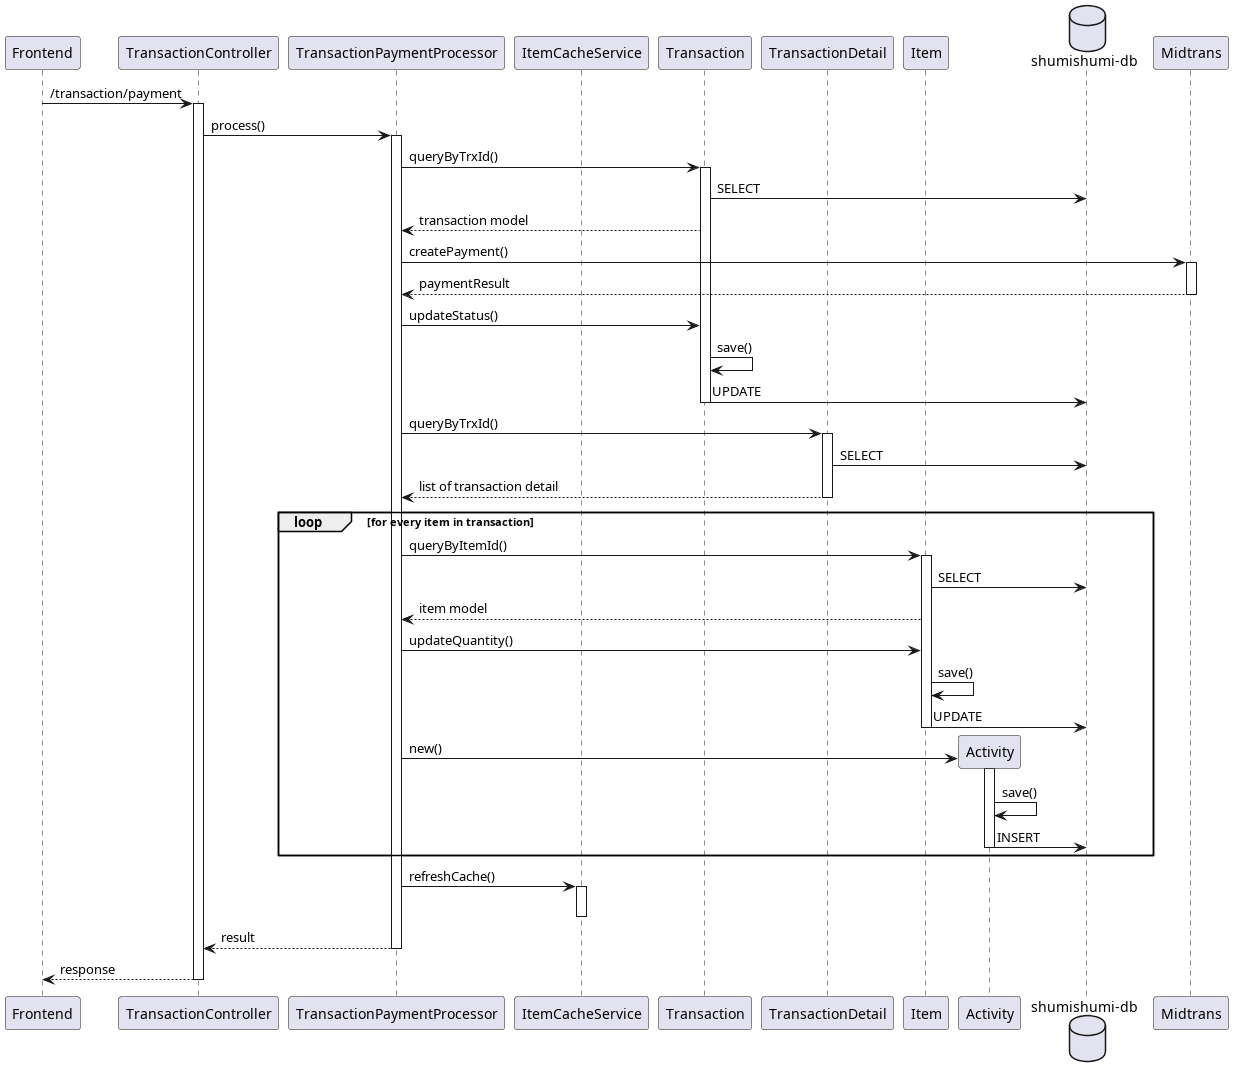 shumishumi-db
Frontend
TransactionController
TransactionPaymentProcessor
ItemCacheService
Transaction
TransactionDetail
Item
Midtrans
/transaction/payment
process()
queryByTrxId()
SELECT
transaction model
createPayment()
paymentResult
updateStatus()
save()
UPDATE
queryByTrxId()
SELECT
list of transaction detail
loop [for every item in transaction]
queryByItemId()
SELECT
item model
updateQuantity()
save()
UPDATE
new()
Activity
save()
INSERT
refreshCache()
result
response
Frontend
TransactionController
TransactionPaymentProcessor
ItemCacheService
Transaction
TransactionDetail
Item
Activity
shumishumi-db
Midtrans